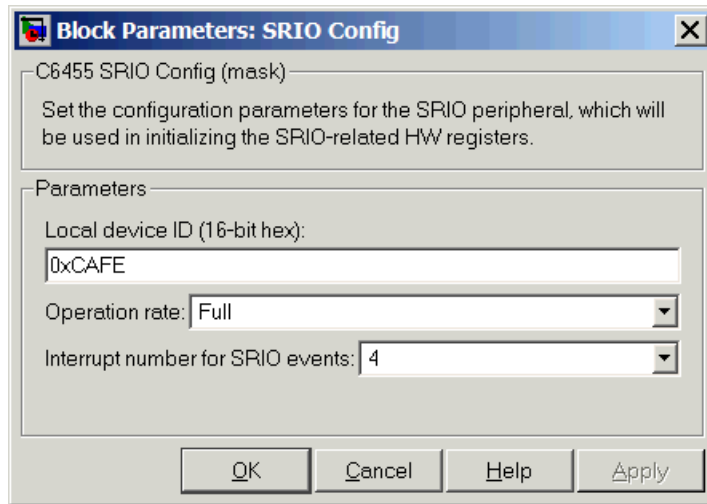 Block Parameters: SRIO Config
C6455 SRIO Config (mask)
Set the configuration parameters for the SRIO peripheral, which will
be used in initializing the SRIO-related HW registers.
Parameters
Local device ID (16-bit hex):
0xCAFE
Operation rate: Full
Interrupt number for SRIO events: 4
OK Cancel Help Apply